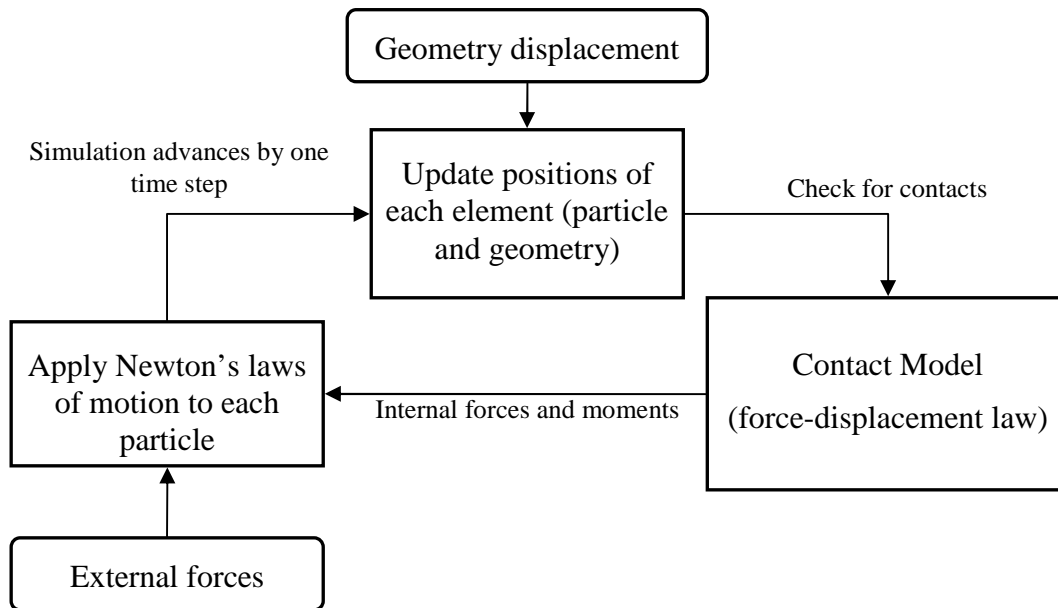 Geometry displacement
Simulation advances by one
time step
Update positions of
each element (particle
and geometry)
Check for contacts
Apply Newton’s laws
of motion to each
particle
Internal forces and moments
Contact Model
(force-displacement law)
External forces